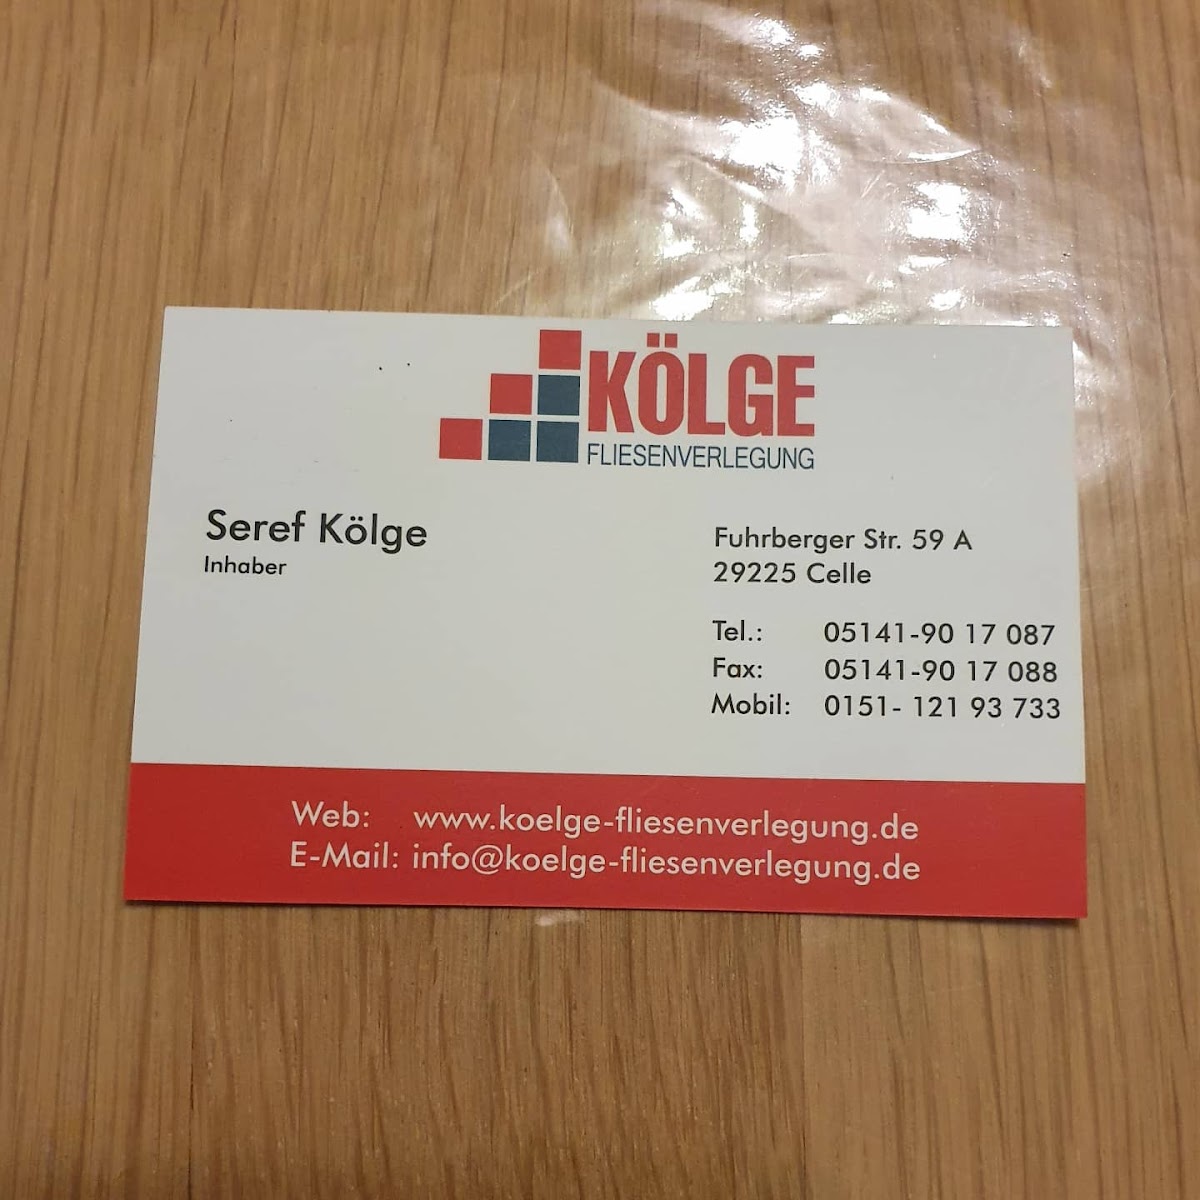 KÖLGE
FLIESENVERLEGUNG
Seref Kölge
Inhaber
Fuhrberger Str. 59 A
29225 Celle
Tel.: 05141-90 17 087
Fax: 05141-90 17 088
Mobil: 0151- 121 93 733
Web: www.koelge-fliesenverlegung.de
E-Mail: info@koelge-fliesenverlegung.de